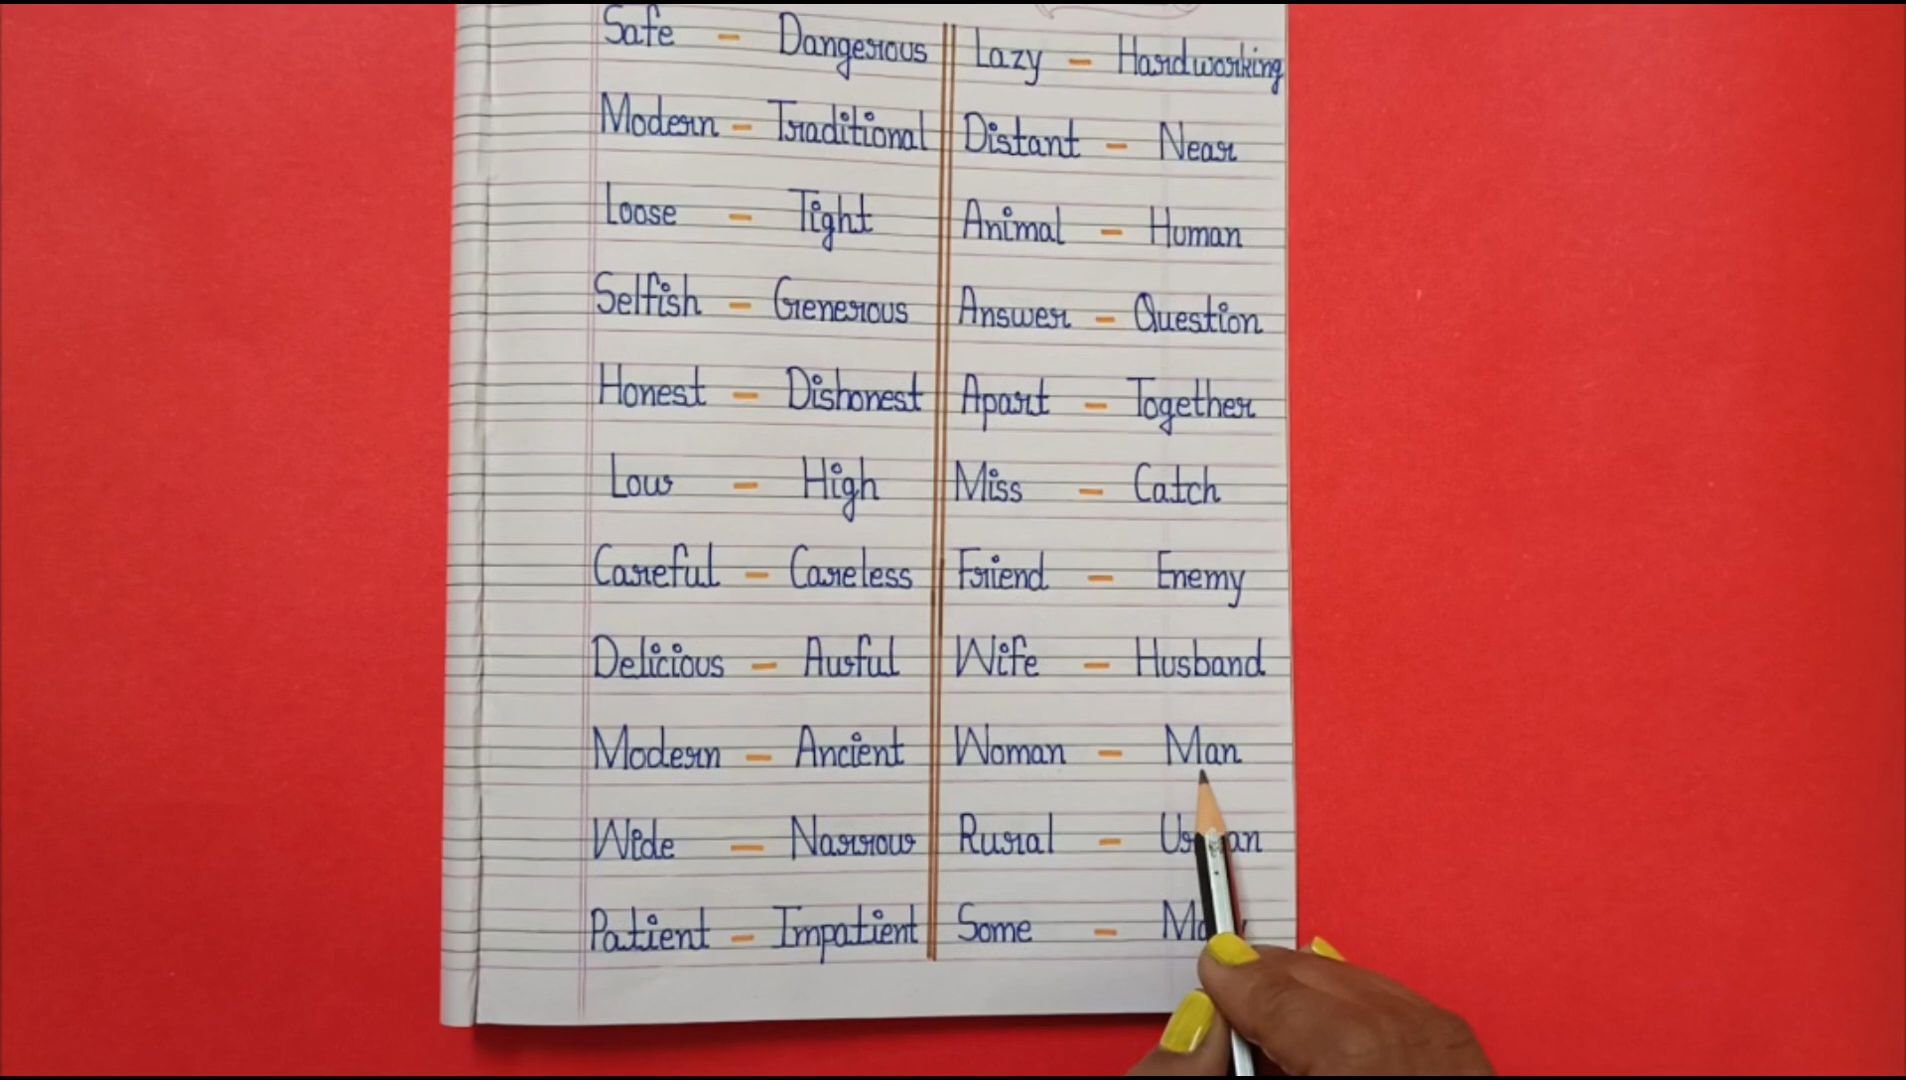 Safe - Dangerous
Modern - Traditional
Loose - Tight
Selfish - Generous
Honest - Dishonest
Low - High
Careful - Careless
Delicious - Awful
Modern - Ancient
Wide - Narrow
Patient - Impatient
Lazy - Hardworking
Distant - Near
Animal - Human
Answer - Question
Apart - Together
Miss - Catch
Friend - Enemy
Wife - Husband
Woman - Man
Rural -
Some -